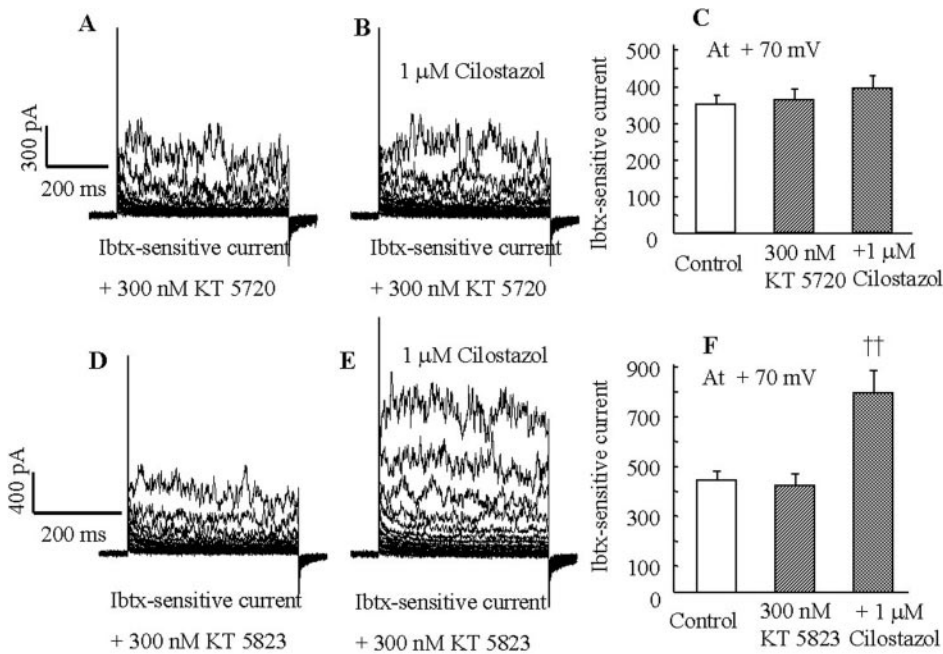 A
300 pA
200 ms
Ibtx-sensitive current
+ 300 nM KT 5720
B
1 μM Cilostazol
Ibtx-sensitive current
+ 300 nM KT 5720
C
At + 70 mV
Ibtx-sensitive current
500
400
300
200
100
0
Control
300 nM
KT 5720
+1 μM
Cilostazol
D
400 pA
200 ms
Ibtx-sensitive current
+ 300 nM KT 5823
E
1 μM Cilostazol
Ibtx-sensitive current
+ 300 nM KT 5823
F
††
At + 70 mV
Ibtx-sensitive current
900
700
500
300
100
0
Control
300 nM
KT 5823
+ 1 μM
Cilostazol